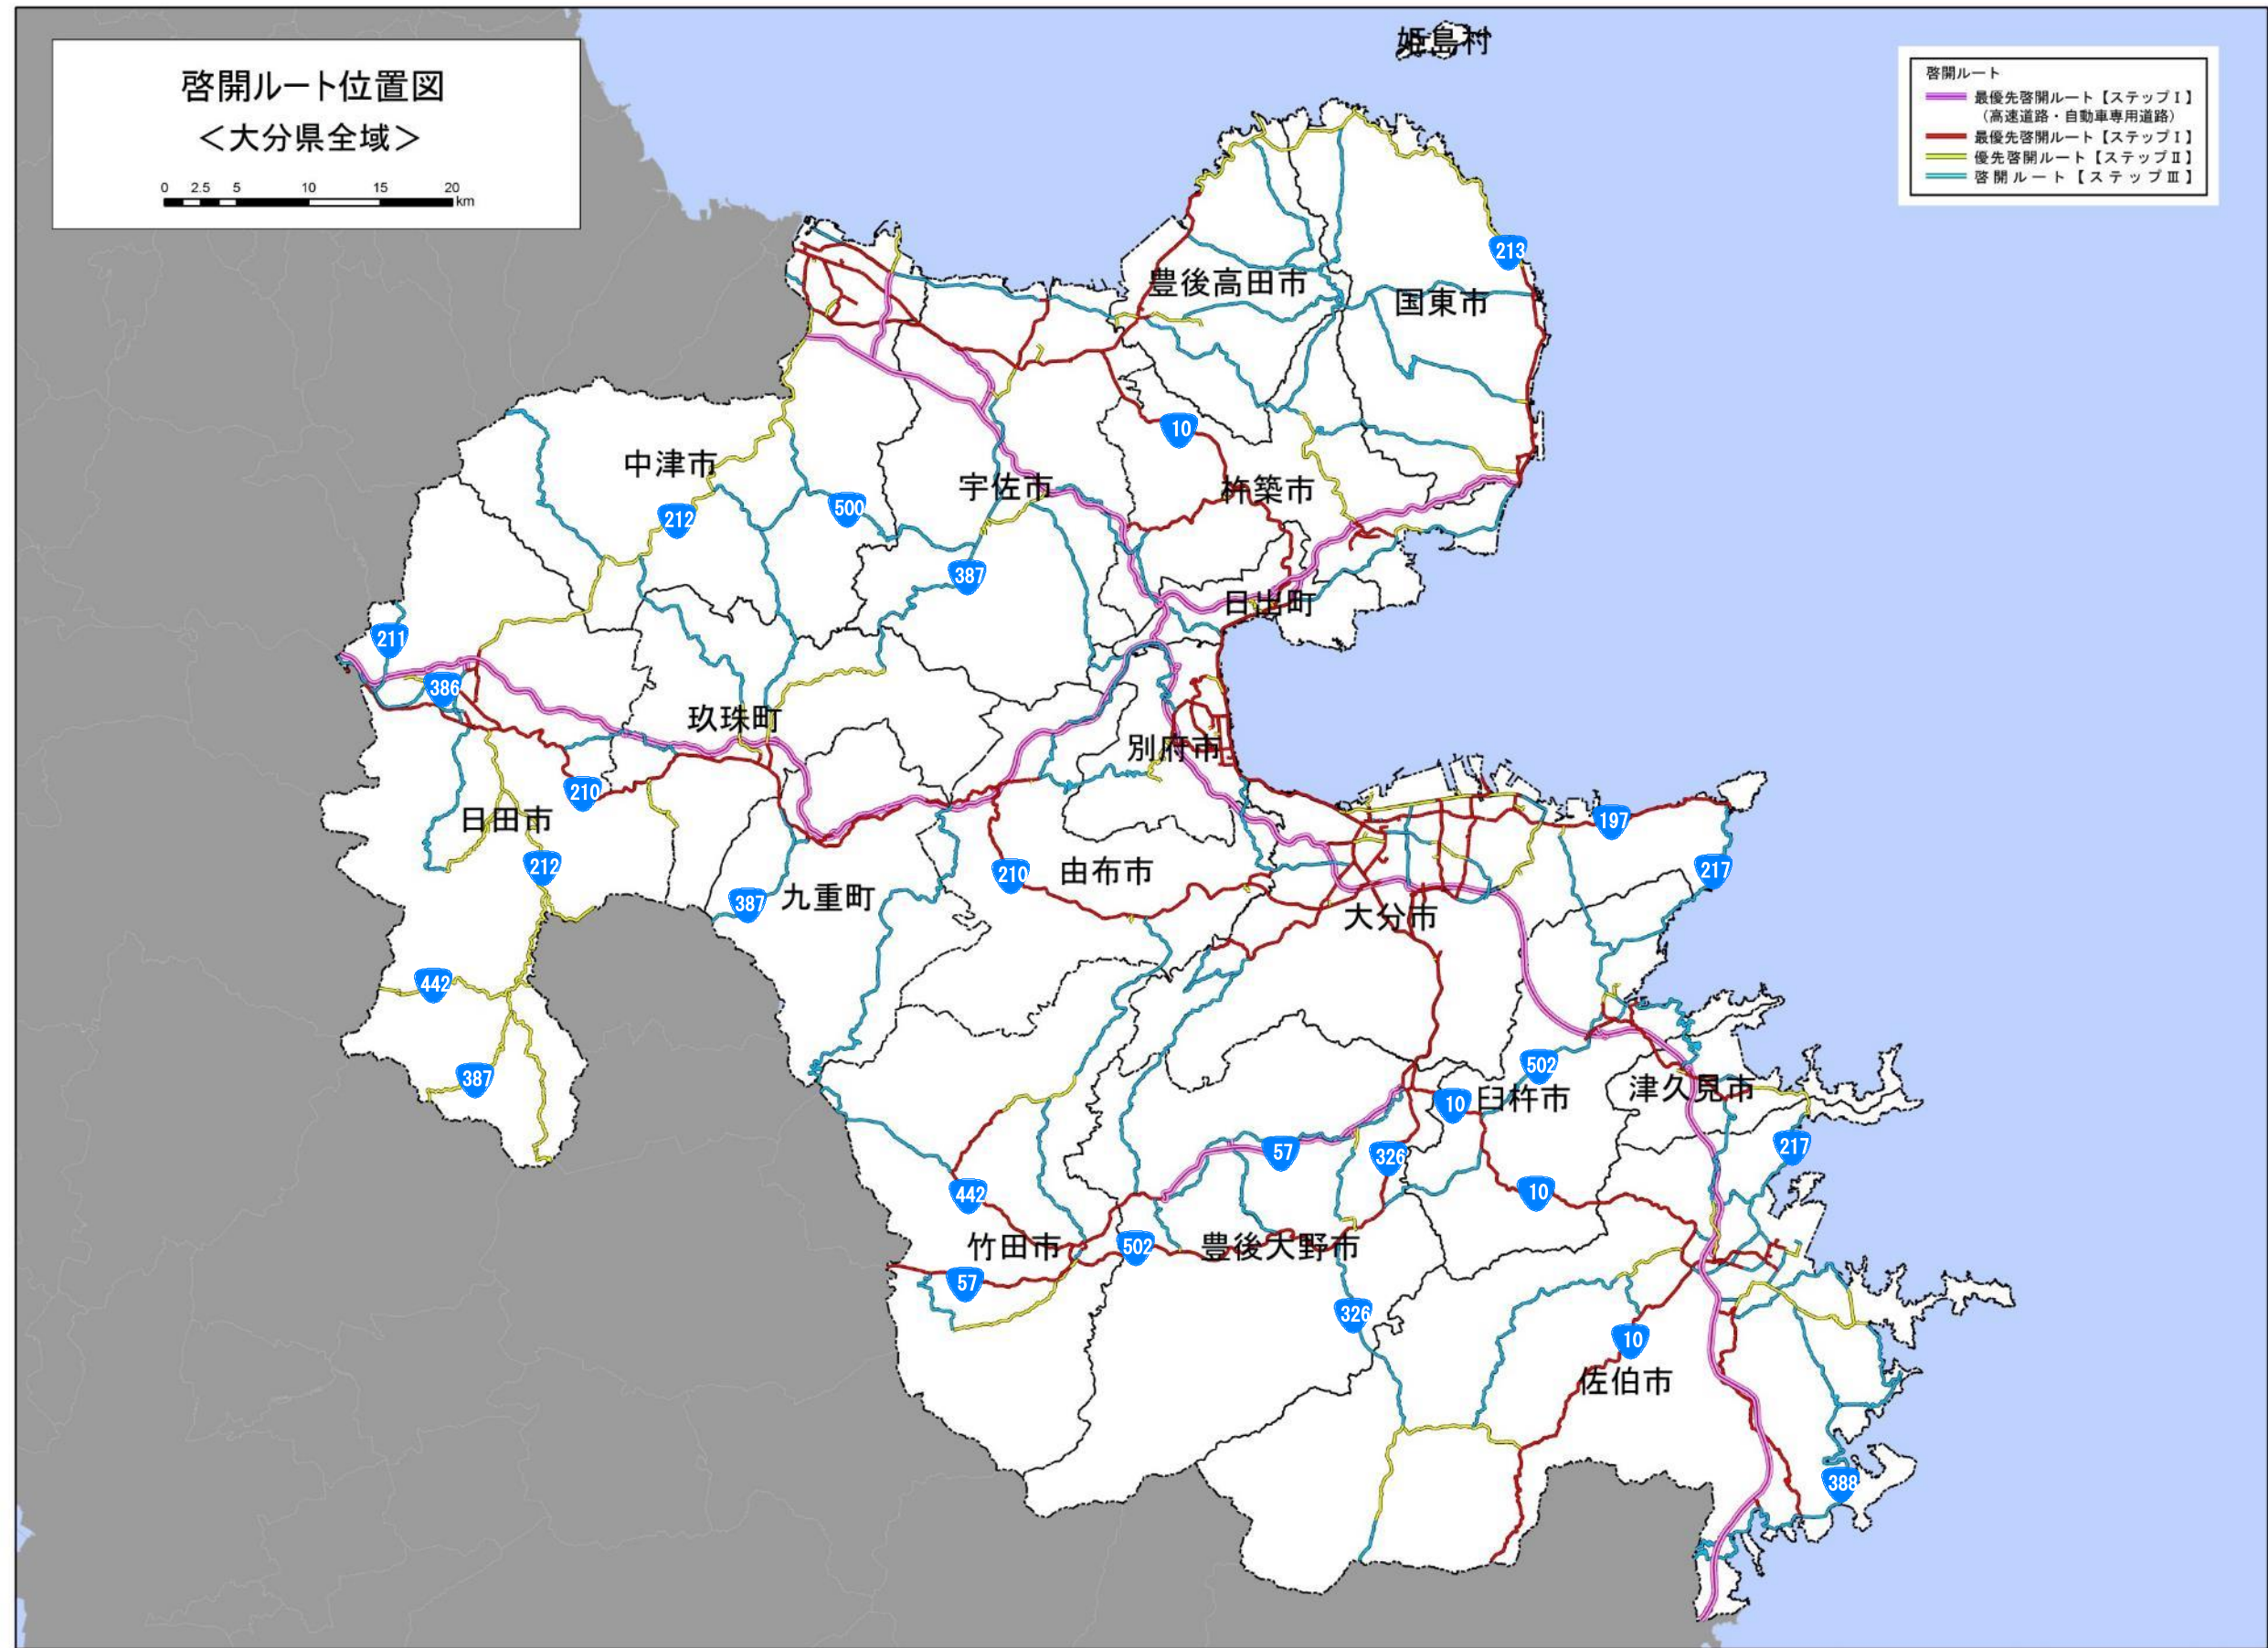 啓開ルート位置図
＜大分県全域＞
0 2.5 5 10 15 20
km
姫島村
啓開ルート
最優先啓開ルート【ステップⅠ】
（高速道路・自動車専用道路）
最優先啓開ルート【ステップⅠ】
優先啓開ルート【ステップⅡ】
啓開ルート【ステップⅢ】
213
豊後高田市
国東市
10
中津市
宇佐市
杵築市
500
212
387
日出町
211
386
玖珠町
別府市
210
日田市
197
212
210
由布市
217
387
九重町
大分市
442
502
387
10
臼杵市
津久見市
57
326
217
442
10
竹田市
502
豊後大野市
57
326
10
佐伯市
388